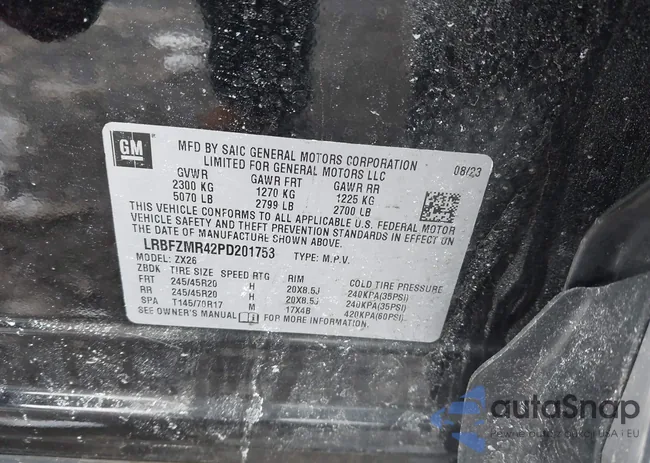 GM
MFD BY SAIC GENERAL MOTORS CORPORATION
LIMITED FOR GENERAL MOTORS LLC
08/23
GVWR GAWR FRT GAWR RR
2300 KG 1270 KG 1225 KG
5070 LB 2799 LB 2700 LB
THIS VEHICLE CONFORMS TO ALL APPLICABLE U.S. FEDERAL MOTOR
VEHICLE SAFETY AND THEFT PREVENTION STANDARDS IN EFFECT ON
THE DATE OF MANUFACTURE SHOWN ABOVE.
LRBFZMR42PD201753 TYPE: M.P.V.
MODEL: ZX26
ZBDK TIRE SIZE SPEED RTG RIM COLD TIRE PRESSURE
FRT 245/45R20 H 20X8.5J 240KPA(35PSI)
RR 245/45R20 H 20X8.5J 240KPA(35PSI)
SPA T145/70R17 M 17X4B 420KPA(60PSI)
SEE OWNER'S MANUAL FOR MORE INFORMATION.
autoSnap
USA i EU